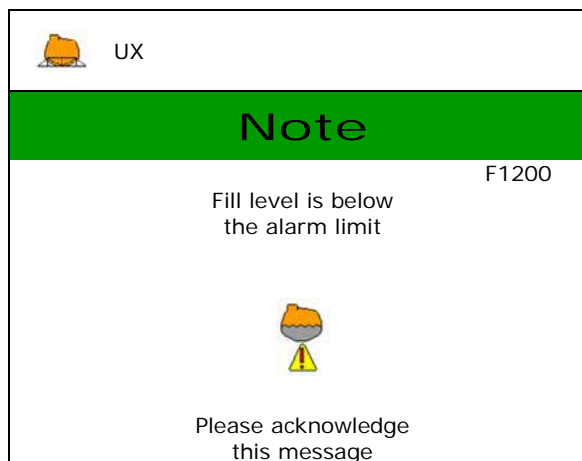 UX
Note
F1200
Fill level is below
the alarm limit
Please acknowledge
this message